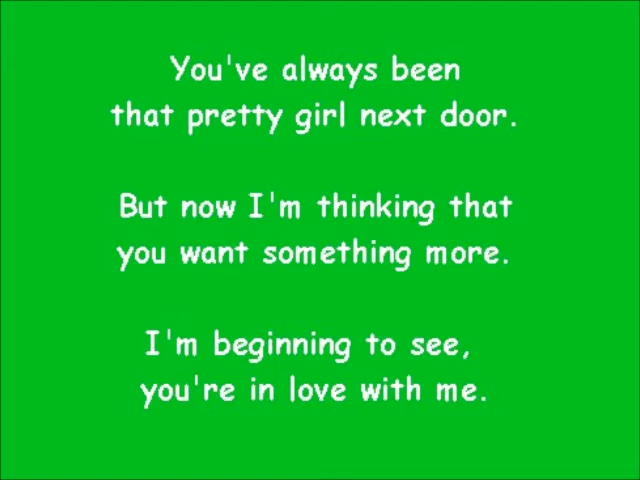 You've always been
that pretty girl next door.
But now I'm thinking that
you want something more.
I'm beginning to see,
you're in love with me.